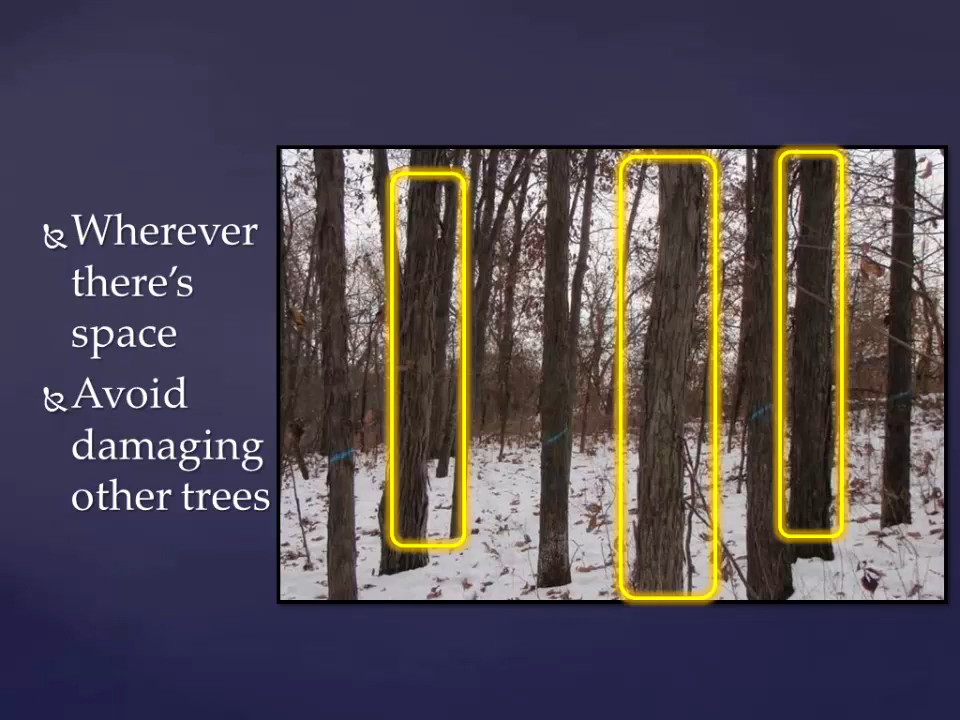 Wherever
there’s
space
Avoid
damaging
other trees